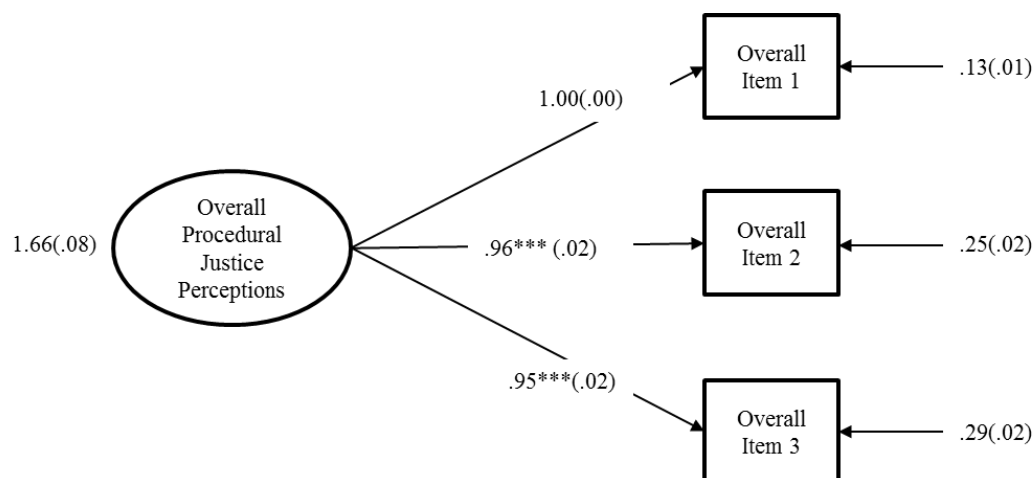 Overall
Item 1
.13(.01)
1.00(.00)
Overall
Procedural
Justice
Perceptions
1.66(.08)
.96*** (.02)
Overall
Item 2
.25(.02)
.95***(.02)
Overall
Item 3
.29(.02)